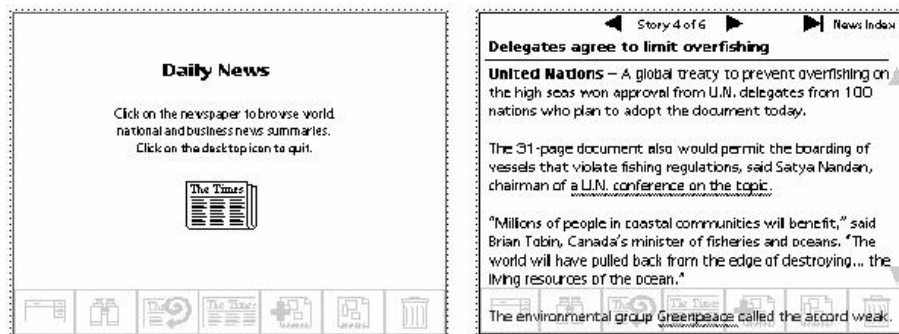 Daily News
Click on the newspaper to browse world,
national and business news summaries.
Click on the desktop icon to quit.
The Times
The
The Times
Story 4 of 6
News Index
Delegates agree to limit overfishing
United Nations – A global treaty to prevent overfishing on
the high seas won approval from U.N. delegates from 100
nations who plan to adopt the document today.
The 31-page document also would permit the boarding of
vessels that violate fishing regulations, said Satya Nandan,
chairman of a U.N. conference on the topic.
“Millions of people in coastal communities will benefit,” said
Brian Tobin, Canada’s minister of fisheries and oceans. “The
world will have pulled back from the edge of destroying... the
living resources of the ocean.”
The environmental group Greenpeace called the accord weak.